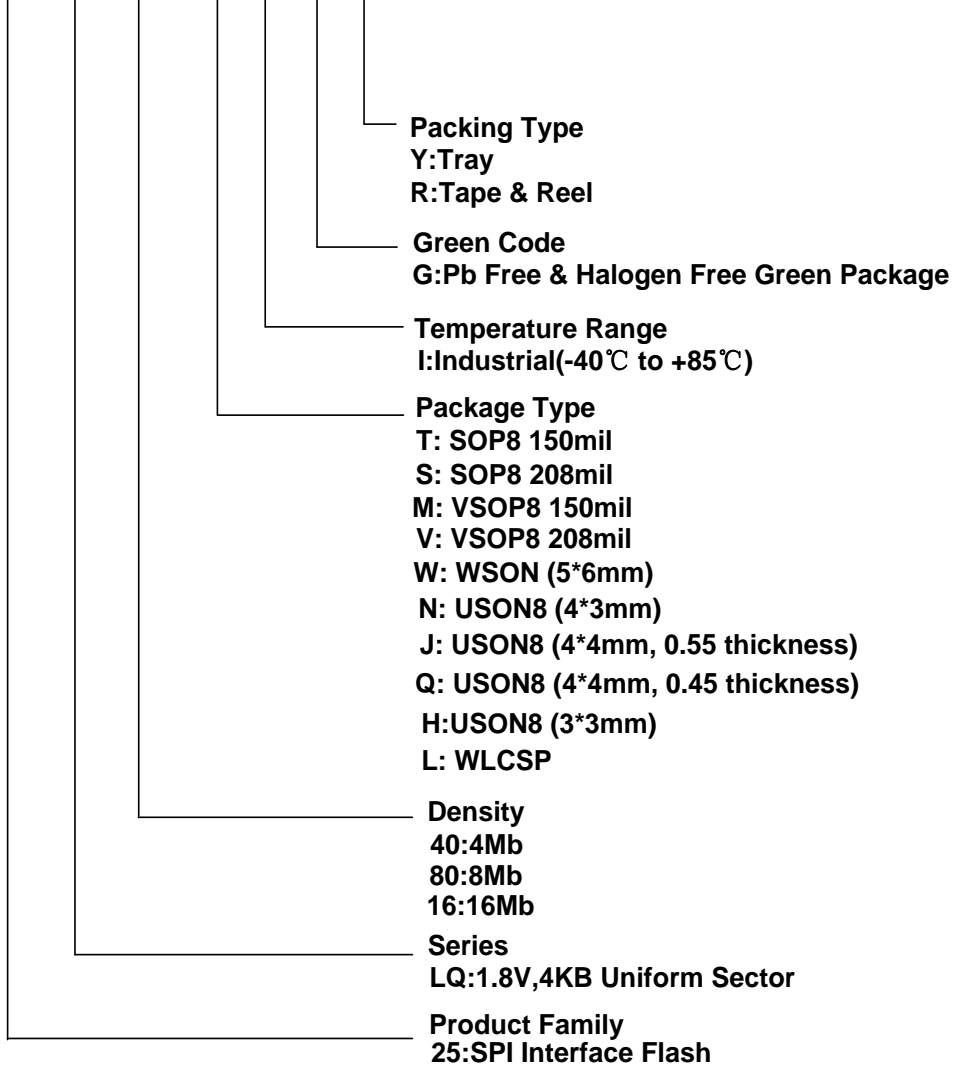 Packing Type
Y:Tray
R:Tape & Reel
Green Code
G:Pb Free & Halogen Free Green Package
Temperature Range
I:Industrial(-40℃ to +85℃)
Package Type
T: SOP8 150mil
S: SOP8 208mil
M: VSOP8 150mil
V: VSOP8 208mil
W: WSON (5*6mm)
N: USON8 (4*3mm)
J: USON8 (4*4mm, 0.55 thickness)
Q: USON8 (4*4mm, 0.45 thickness)
H:USON8 (3*3mm)
L: WLCSP
Density
40:4Mb
80:8Mb
16:16Mb
Series
LQ:1.8V,4KB Uniform Sector
Product Family
25:SPI Interface Flash